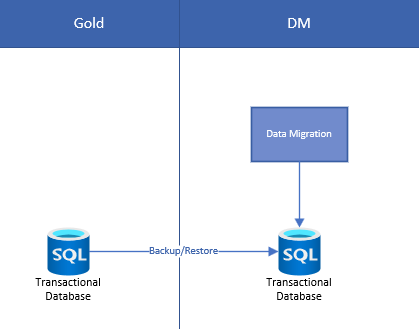 Gold
DM
Data Migration
SQL
Backup/Restore
SQL
Transactional
Database
Transactional
Database